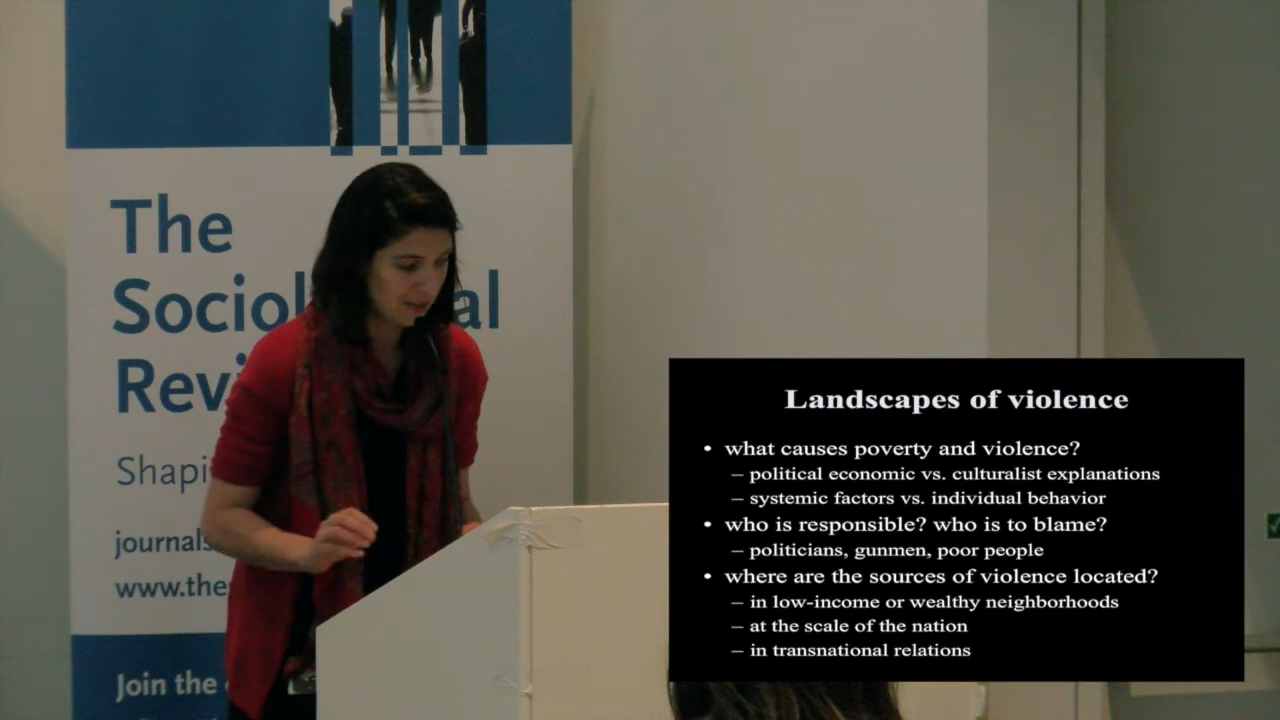 The
Sociol al
Revi
Shapi
journals
www.the
Join the
Landscapes of violence
• what causes poverty and violence?
– political economic vs. culturalist explanations
– systemic factors vs. individual behavior
• who is responsible? who is to blame?
– politicians, gunmen, poor people
• where are the sources of violence located?
– in low-income or wealthy neighborhoods
– at the scale of the nation
– in transnational relations